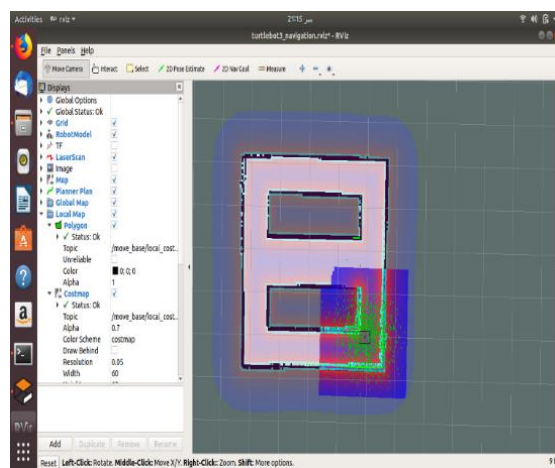 Activities
rviz
21:15
turtlebot3_navigation.rviz* - RViz
File Panels Help
Move Camera Interact Select 2D Pose Estimate 2D Nav Goal Measure
Displays
Global Options
Global Status: Ok
Grid
RobotModel
TF
LaserScan
Image
Map
Planner Plan
Global Map
Local Map
Polygon
Status: Ok
Topic /move_base/local_cost...
Unreliable
Color 0; 0; 0
Alpha 1
Costmap
Status: Ok
Topic /move_base/local_cost...
Alpha 0.7
Color Scheme costmap
Draw Behind
Resolution 0.05
Width 60
Add Duplicate Remove Rename
Reset Left-Click: Rotate. Middle-Click: Move X/Y. Right-Click: Zoom. Shift: More options.